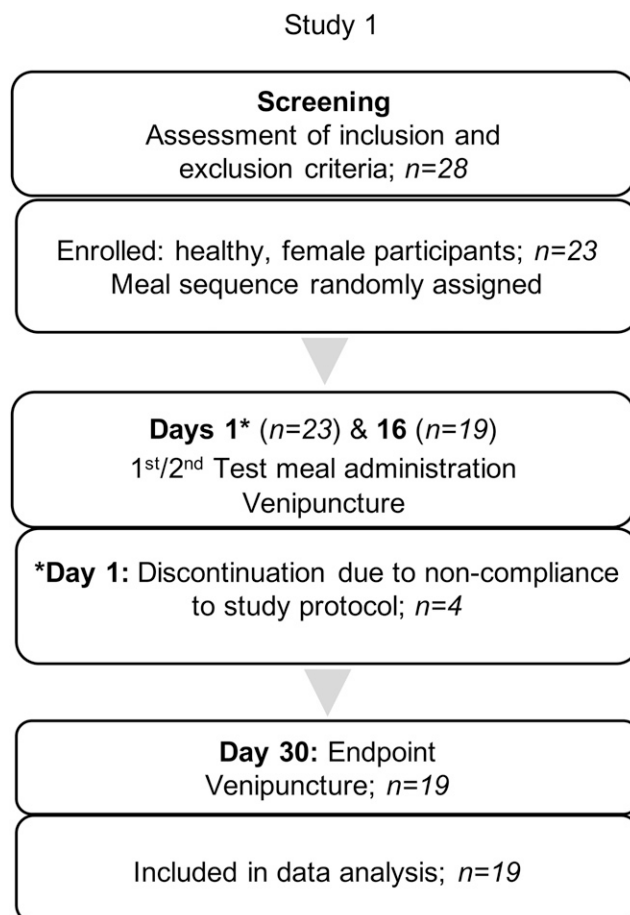 Study 1
Screening
Assessment of inclusion and
exclusion criteria; n=28
Enrolled: healthy, female participants; n=23
Meal sequence randomly assigned
Days 1* (n=23) & 16 (n=19)
1st/2nd Test meal administration
Venipuncture
*Day 1: Discontinuation due to non-compliance
to study protocol; n=4
Day 30: Endpoint
Venipuncture; n=19
Included in data analysis; n=19